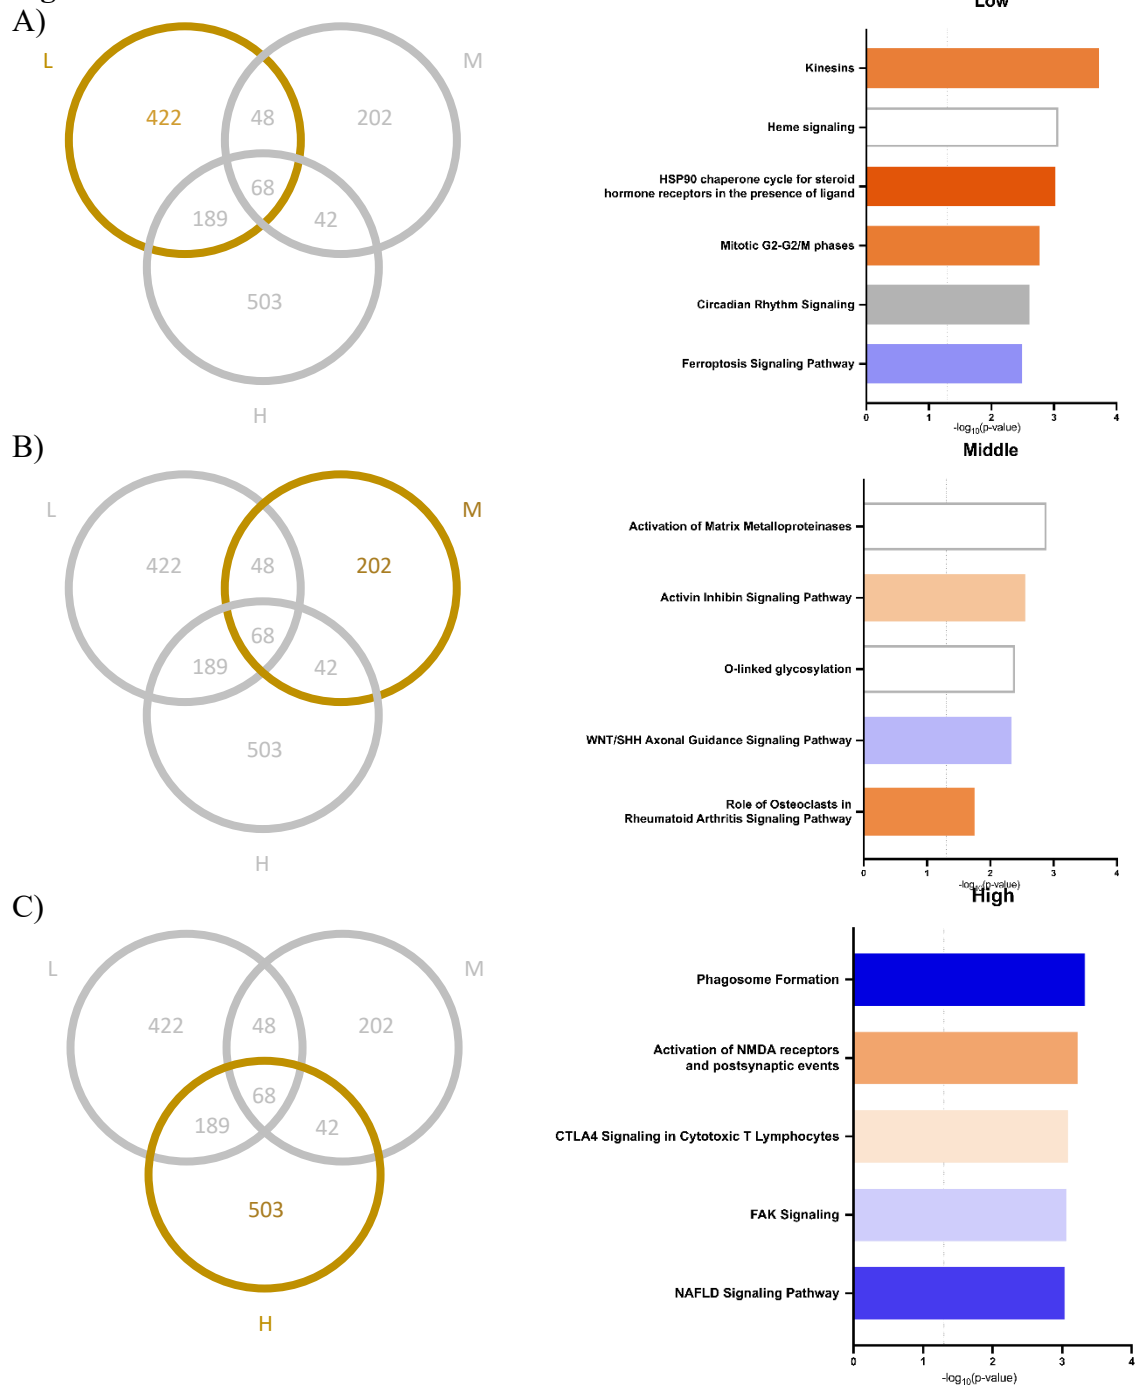 Low
A)
L
M
422
48
202
68
189
42
503
H
Kinesins
Heme signaling
HSP90 chaperone cycle for steroid
hormone receptors in the presence of ligand
Mitotic G2-G2/M phases
Circadian Rhythm Signaling
Ferroptosis Signaling Pathway
0 1 2 3 4
-log10(p-value)
B)
Middle
L
M
422
48
202
68
189
42
503
H
Activation of Matrix Metalloproteinases
Activin Inhibin Signaling Pathway
O-linked glycosylation
WNT/SHH Axonal Guidance Signaling Pathway
Role of Osteoclasts in
Rheumatoid Arthritis Signaling Pathway
0 1 2 3 4
-log10(p-value)
C)
High
L
M
422
48
202
68
189
42
503
H
Phagosome Formation
Activation of NMDA receptors
and postsynaptic events
CTLA4 Signaling in Cytotoxic T Lymphocytes
FAK Signaling
NAFLD Signaling Pathway
0 1 2 3 4
-log10(p-value)